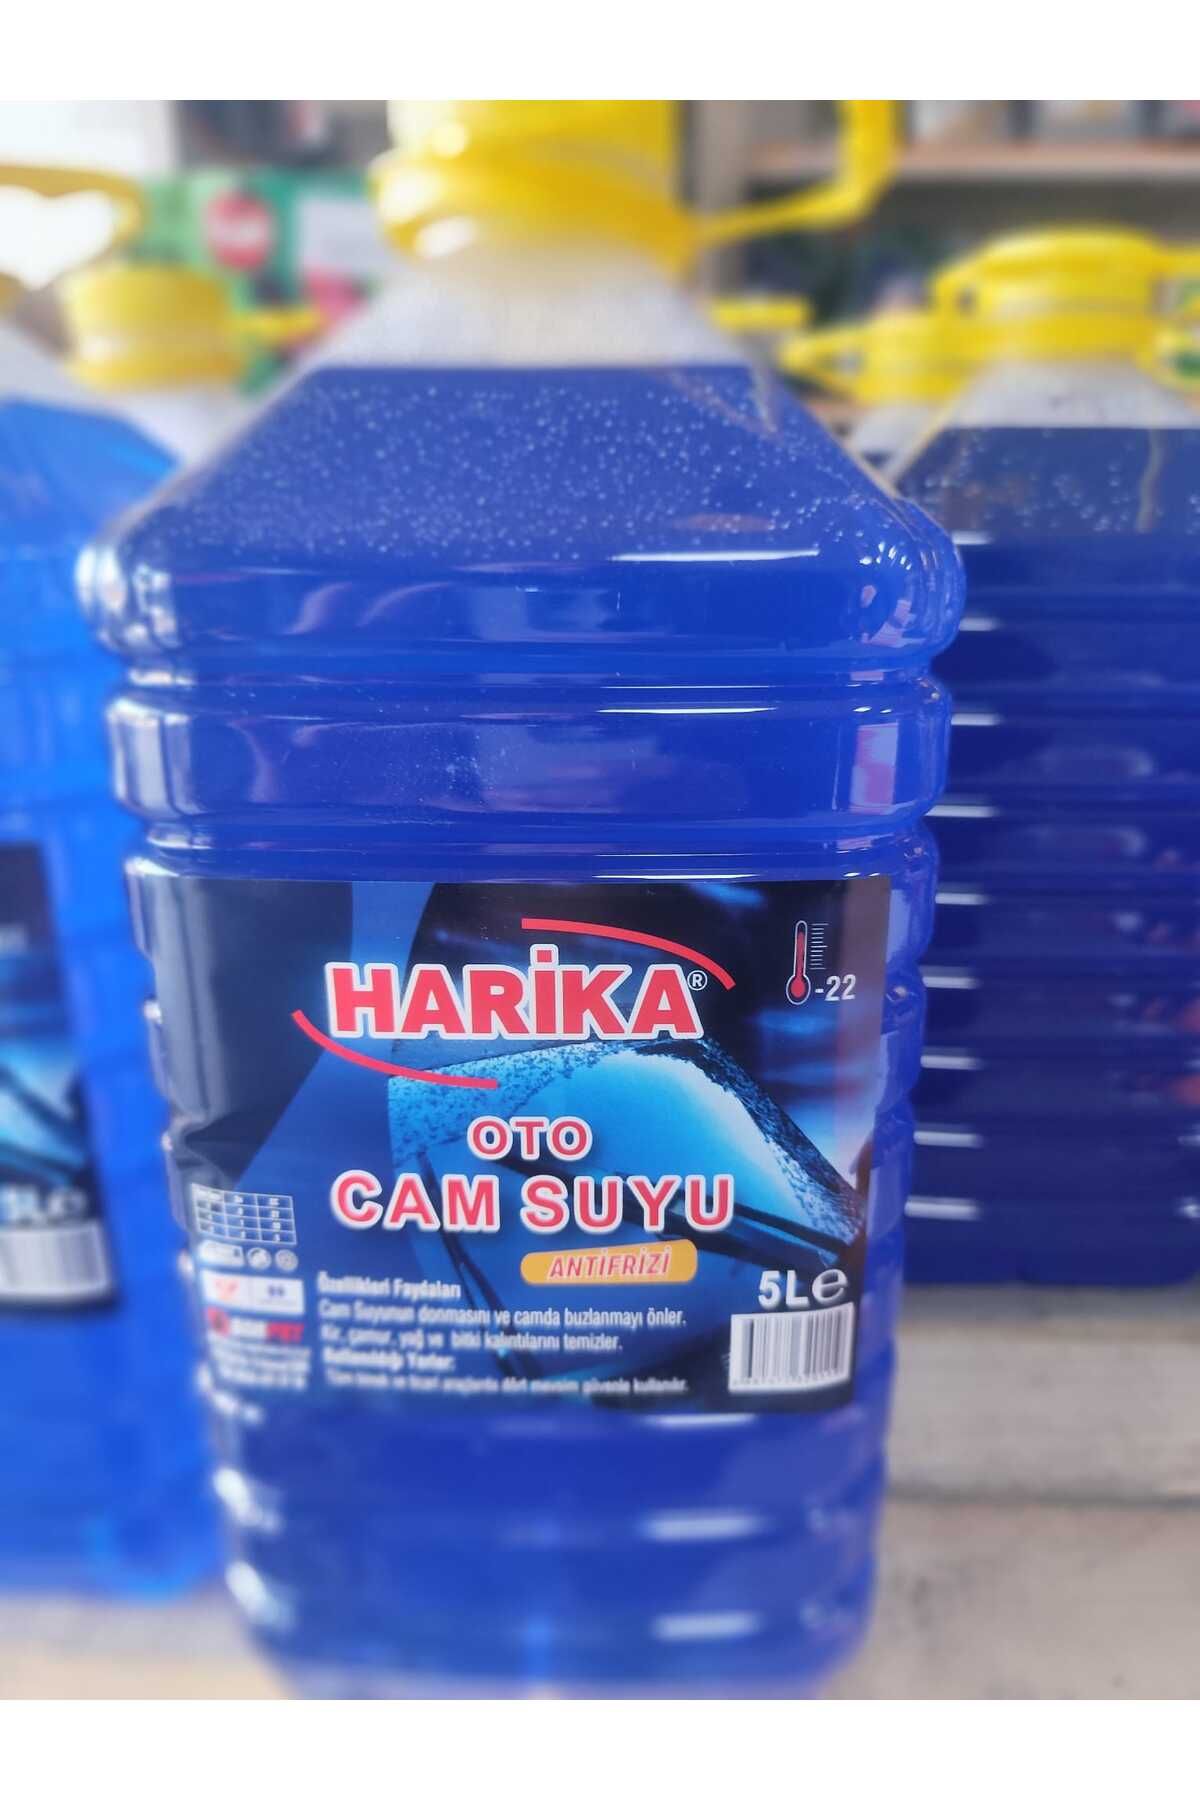 HARİKA®
-22
OTO
CAM SUYU
ANTİFRİZİ
5L e
Özellikleri Faydaları
Cam Suyunun donmasını ve camda buzlanmayı önler.
Kir, çamur, yağ ve bitki kalıntılarını temizler.
Kullanıldığı Yerler:
Tüm binek ve ticari araçlarda dört mevsim güvenle kullanılır.